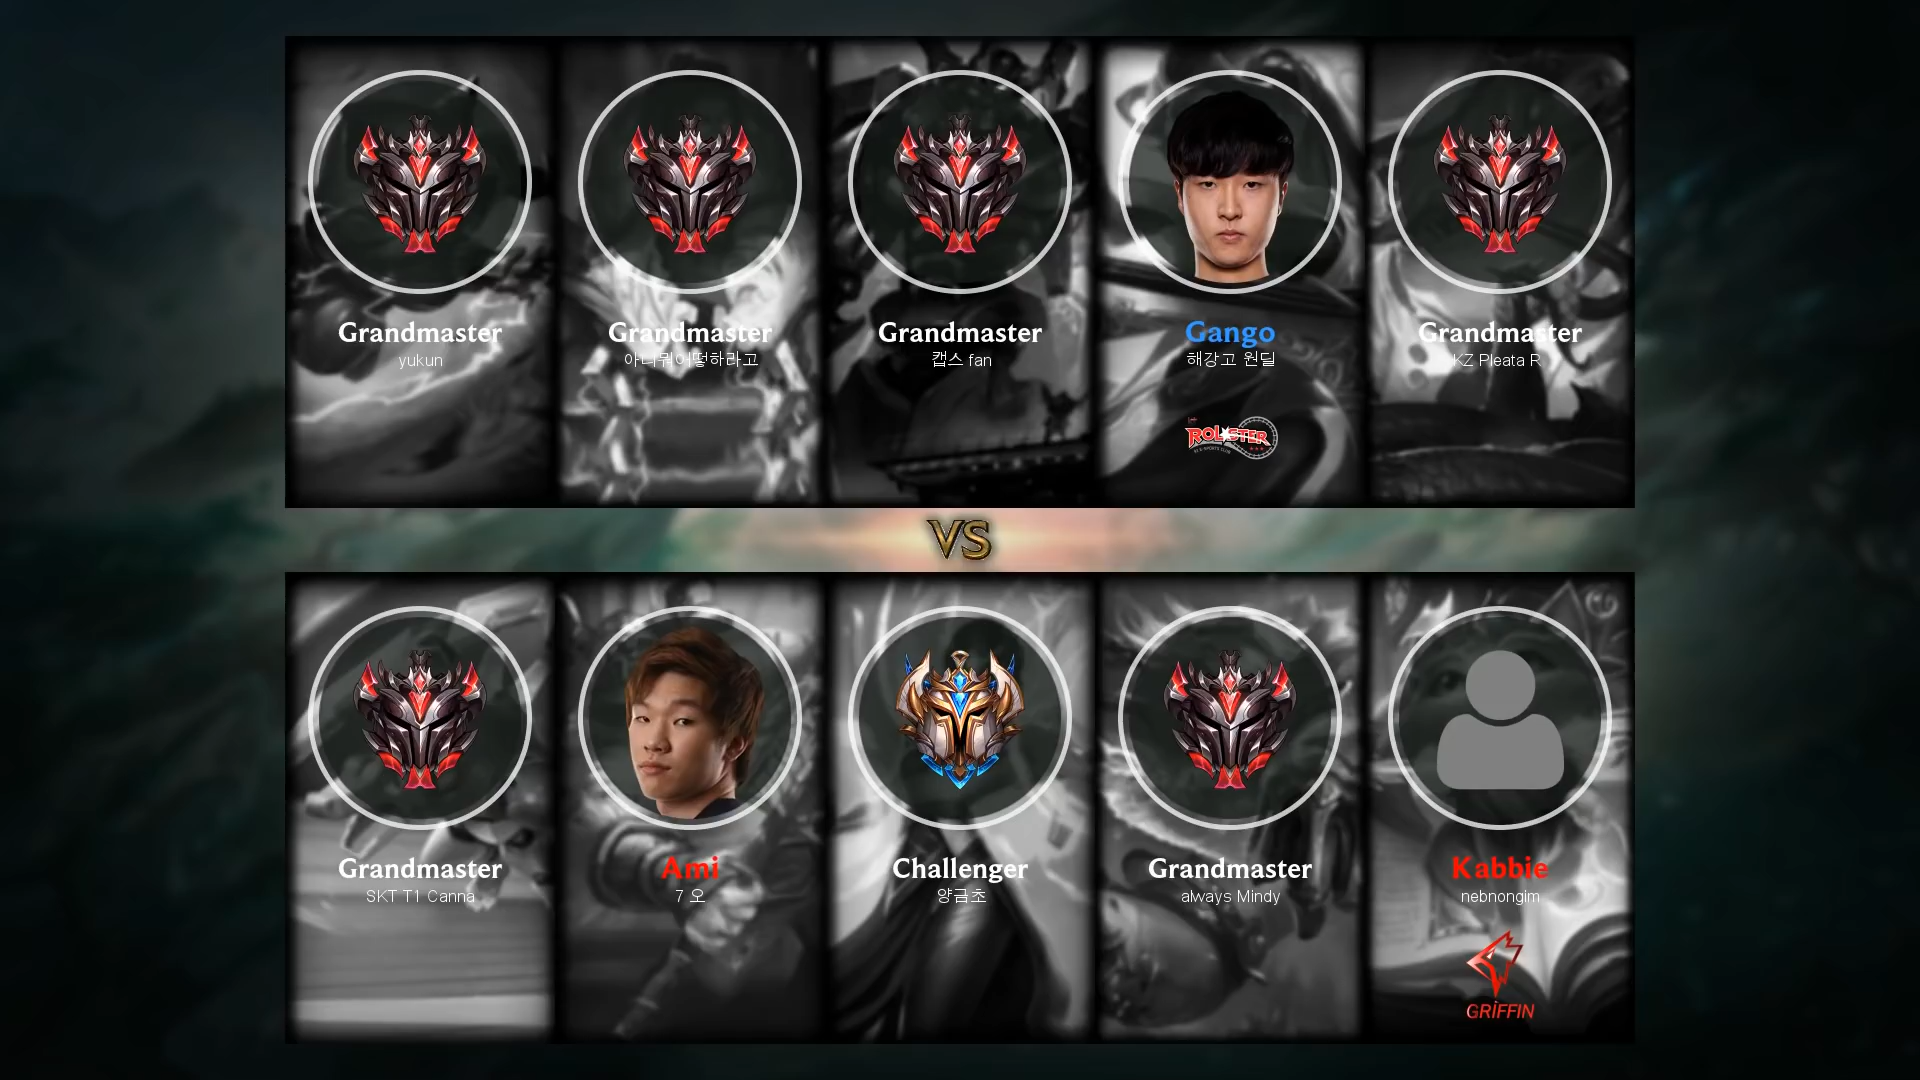 Grandmaster
yukun
Grandmaster
아니뭐어떻하라고
Grandmaster
캡스 fan
Gango
해강고 원딜
ROLSTER
Grandmaster
KZ Pleata R
VS
Grandmaster
SKT T1 Canna
Ami
7 오
Challenger
양금초
Grandmaster
always Mindy
Kabbie
nebnongim
GRIFFIN